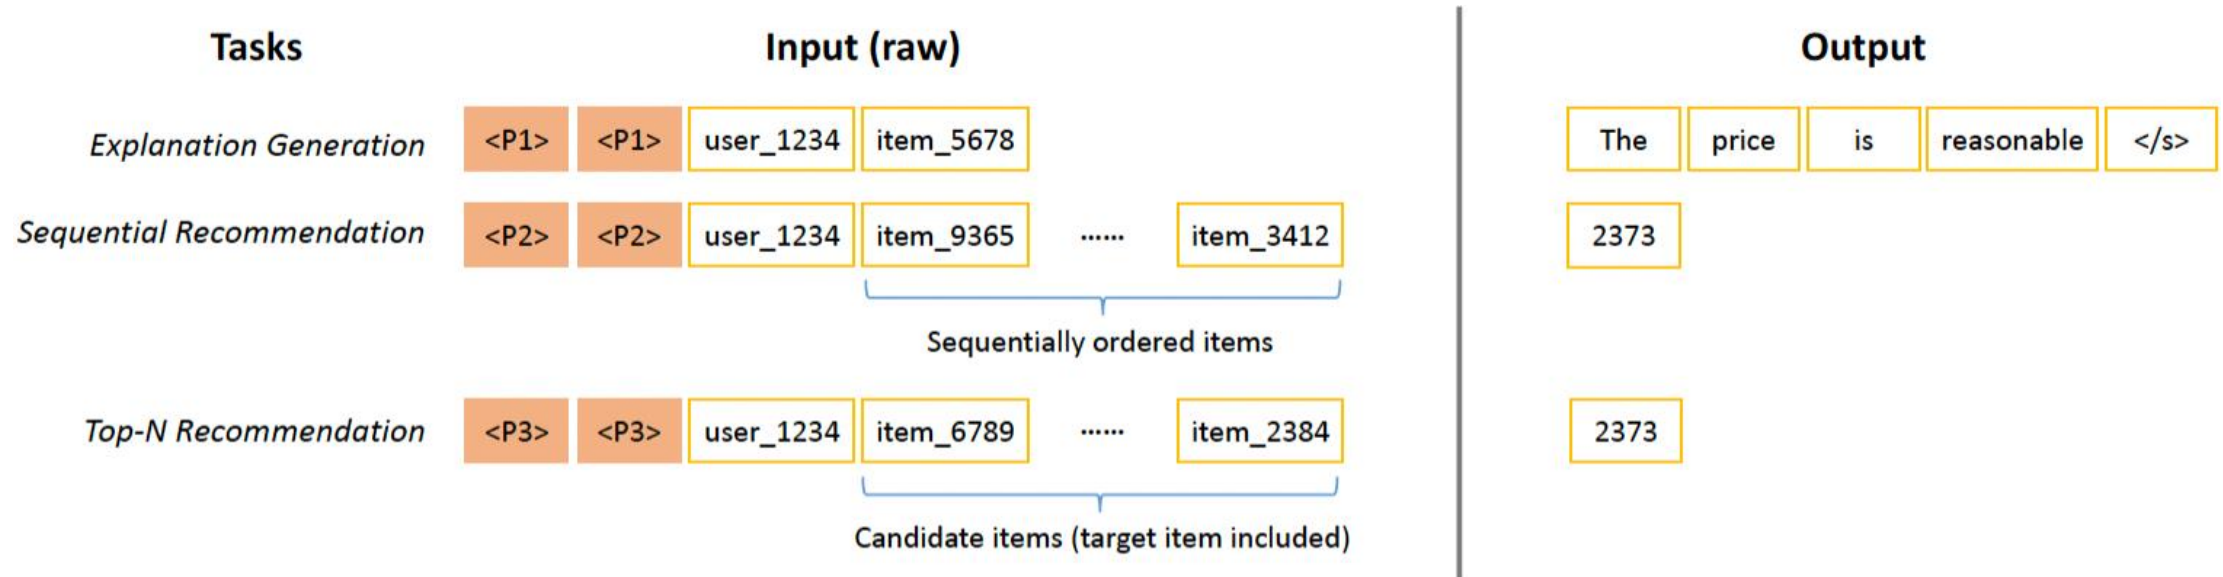 Tasks Input (raw) Output
Explanation Generation <P1> <P1> user_1234 item_5678 The price is reasonable </s>
Sequential Recommendation <P2> <P2> user_1234 item_9365 ...... item_3412 2373
Sequentially ordered items
Top-N Recommendation <P3> <P3> user_1234 item_6789 ...... item_2384 2373
Candidate items (target item included)